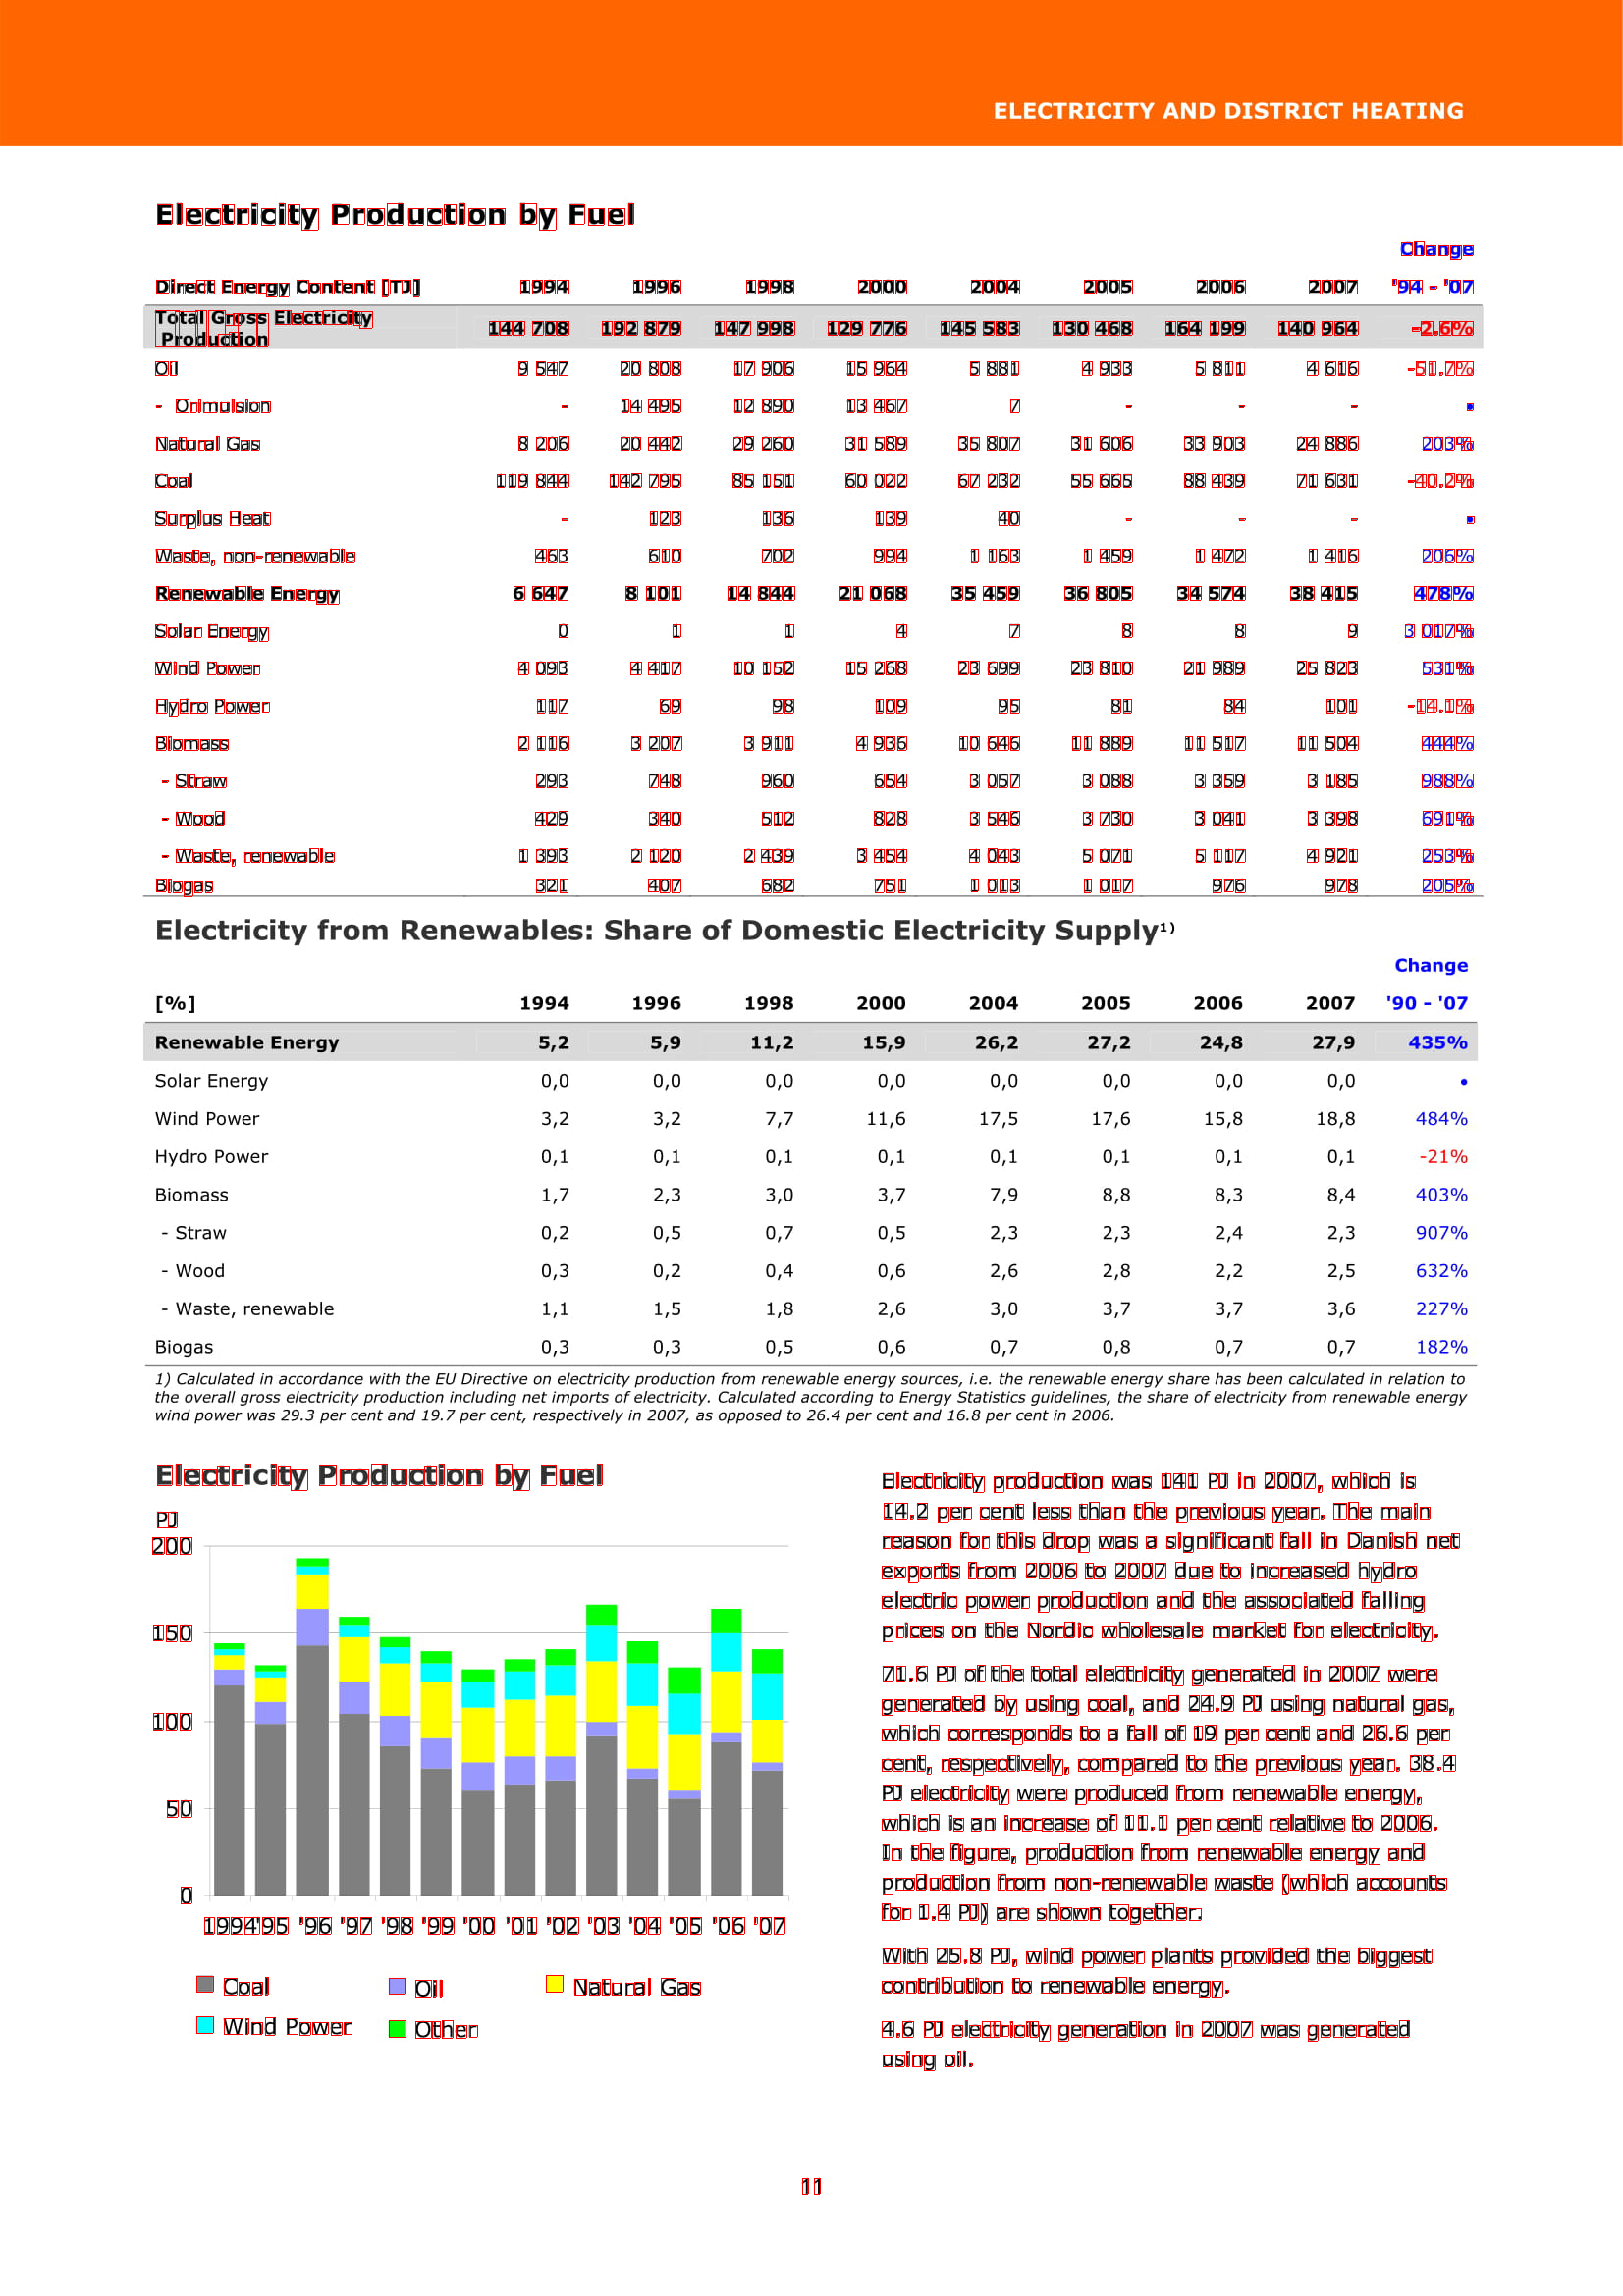 ELECTRICITY AND DISTRICT HEATING
Electricity Production by Fuel
Change
Direct Energy Content [TJ] 1994 1996 1998 2000 2004 2005 2006 2007 '94 - '07
Total Gross Electricity
Production 144 708 192 879 147 998 129 776 145 583 130 468 164 199 140 964 -2.6%
Oil 9 547 20 808 17 906 15 964 5 881 4 933 5 811 4 616 -51.7%
- Orimulsion - 14 495 12 890 13 467 7 - - - •
Natural Gas 8 206 20 442 29 260 31 589 35 807 31 606 33 903 24 886 203%
Coal 119 844 142 795 85 151 60 022 67 232 55 665 88 439 71 631 -40.2%
Surplus Heat - 123 136 139 40 - - - •
Waste, non-renewable 463 610 702 994 1 163 1 459 1 472 1 416 206%
Renewable Energy 6 647 8 101 14 844 21 068 35 459 36 805 34 574 38 415 478%
Solar Energy 0 1 1 4 7 8 8 9 3 017%
Wind Power 4 093 4 417 10 152 15 268 23 699 23 810 21 989 25 823 531%
Hydro Power 117 69 98 109 95 81 84 101 -14.1%
Biomass 2 116 3 207 3 911 4 936 10 646 11 889 11 517 11 504 444%
- Straw 293 748 960 654 3 057 3 088 3 359 3 185 988%
- Wood 429 340 512 828 3 546 3 730 3 041 3 398 691%
- Waste, renewable 1 393 2 120 2 439 3 454 4 043 5 071 5 117 4 921 253%
Biogas 321 407 682 751 1 013 1 017 976 978 205%
Electricity from Renewables: Share of Domestic Electricity Supply1)
Change
[%] 1994 1996 1998 2000 2004 2005 2006 2007 '90 - '07
Renewable Energy 5,2 5,9 11,2 15,9 26,2 27,2 24,8 27,9 435%
Solar Energy 0,0 0,0 0,0 0,0 0,0 0,0 0,0 0,0 •
Wind Power 3,2 3,2 7,7 11,6 17,5 17,6 15,8 18,8 484%
Hydro Power 0,1 0,1 0,1 0,1 0,1 0,1 0,1 0,1 -21%
Biomass 1,7 2,3 3,0 3,7 7,9 8,8 8,3 8,4 403%
- Straw 0,2 0,5 0,7 0,5 2,3 2,3 2,4 2,3 907%
- Wood 0,3 0,2 0,4 0,6 2,6 2,8 2,2 2,5 632%
- Waste, renewable 1,1 1,5 1,8 2,6 3,0 3,7 3,7 3,6 227%
Biogas 0,3 0,3 0,5 0,6 0,7 0,8 0,7 0,7 182%
1) Calculated in accordance with the EU Directive on electricity production from renewable energy sources, i.e. the renewable energy share has been calculated in relation to
the overall gross electricity production including net imports of electricity. Calculated according to Energy Statistics guidelines, the share of electricity from renewable energy
wind power was 29.3 per cent and 19.7 per cent, respectively in 2007, as opposed to 26.4 per cent and 16.8 per cent in 2006.
Electricity Production by Fuel
PJ
200
150
100
50
0
1994 '95 '96 '97 '98 '99 '00 '01 '02 '03 '04 '05 '06 '07
Coal Oil Natural Gas
Wind Power Other
Electricity production was 141 PJ in 2007, which is
14.2 per cent less than the previous year. The main
reason for this drop was a significant fall in Danish net
exports from 2006 to 2007 due to increased hydro
electric power production and the associated falling
prices on the Nordic wholesale market for electricity.
71.6 PJ of the total electricity generated in 2007 were
generated by using coal, and 24.9 PJ using natural gas,
which corresponds to a fall of 19 per cent and 26.6 per
cent, respectively, compared to the previous year. 38.4
PJ electricity were produced from renewable energy,
which is an increase of 11.1 per cent relative to 2006.
In the figure, production from renewable energy and
production from non-renewable waste (which accounts
for 1.4 PJ) are shown together.
With 25.8 PJ, wind power plants provided the biggest
contribution to renewable energy.
4.6 PJ electricity generation in 2007 was generated
using oil.
11